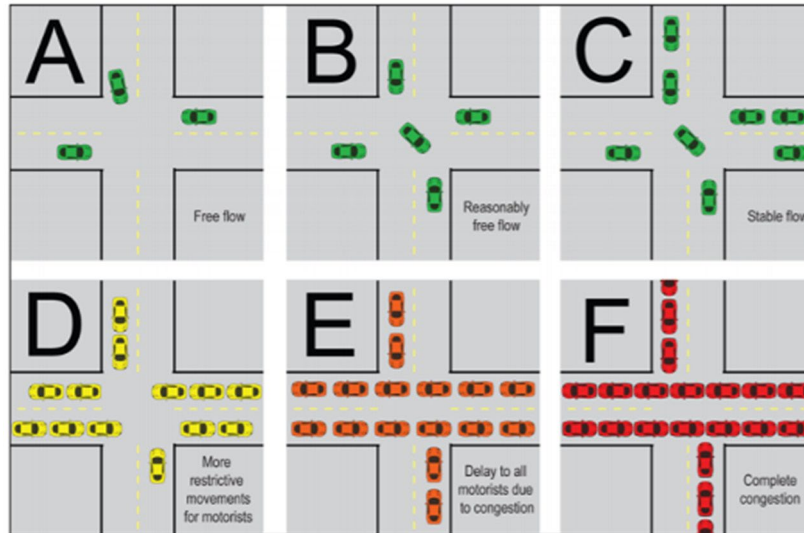 A
B
C
Free flow
Reasonably
free flow
Stable flow
D
E
F
More
restrictive
movements
for motorists
Delay to all
motorists due
to congestion
Complete
congestion